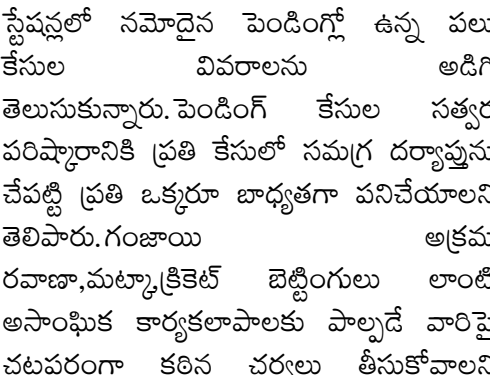 స్టేషన్లలో నమోదైన పెండింగ్లో ఉన్న పలు
కేసుల వివరాలను అడిగి
తెలుసుకున్నారు.పెండింగ్ కేసుల సత్వర
పరిష్కారానికి ప్రతి కేసులో సమగ్ర దర్యాప్తును
చేపట్టి ప్రతి ఒక్కరూ బాధ్యతగా పనిచేయాలని
తెలిపారు.గంజాయి అక్రమ
రవాణా,మట్కా,క్రికెట్ బెట్టింగులు లాంటి
అసాంఘిక కార్యకలాపాలకు పాల్పడే వారిపై
చటపరంగా కఠిన చర్యలు తీసుకోవాలని